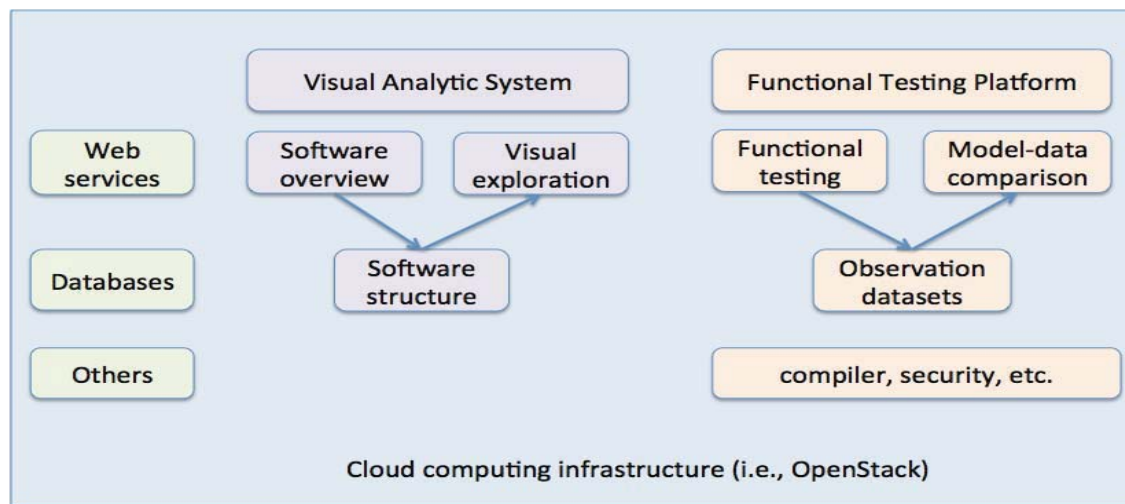 Visual Analytic System
Functional Testing Platform
Web
services
Software
overview
Visual
exploration
Functional
testing
Model-data
comparison
Databases
Software
structure
Observation
datasets
Others
compiler, security, etc.
Cloud computing infrastructure (i.e., OpenStack)